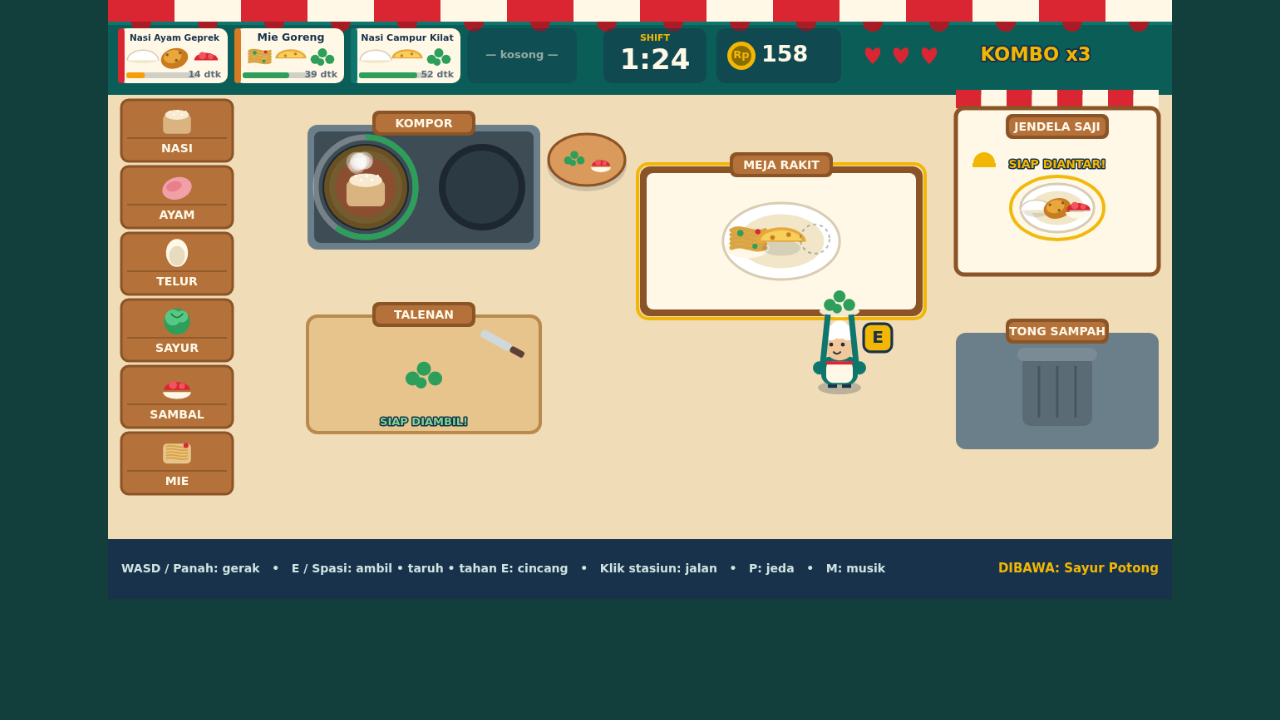 Nasi Ayam Geprek
14 dtk
Mie Goreng
39 dtk
Nasi Campur Kilat
52 dtk
— kosong —
SHIFT
1:24
Rp 158
KOMBO x3
NASI
AYAM
TELUR
SAYUR
SAMBAL
MIE
KOMPOR
TALENAN
SIAP DIAMBIL!
MEJA RAKIT
E
JENDELA SAJI
SIAP DIANTAR!
TONG SAMPAH
WASD / Panah: gerak • E / Spasi: ambil • taruh • tahan E: cincang • Klik stasiun: jalan • P: jeda • M: musik
DIBAWA: Sayur Potong